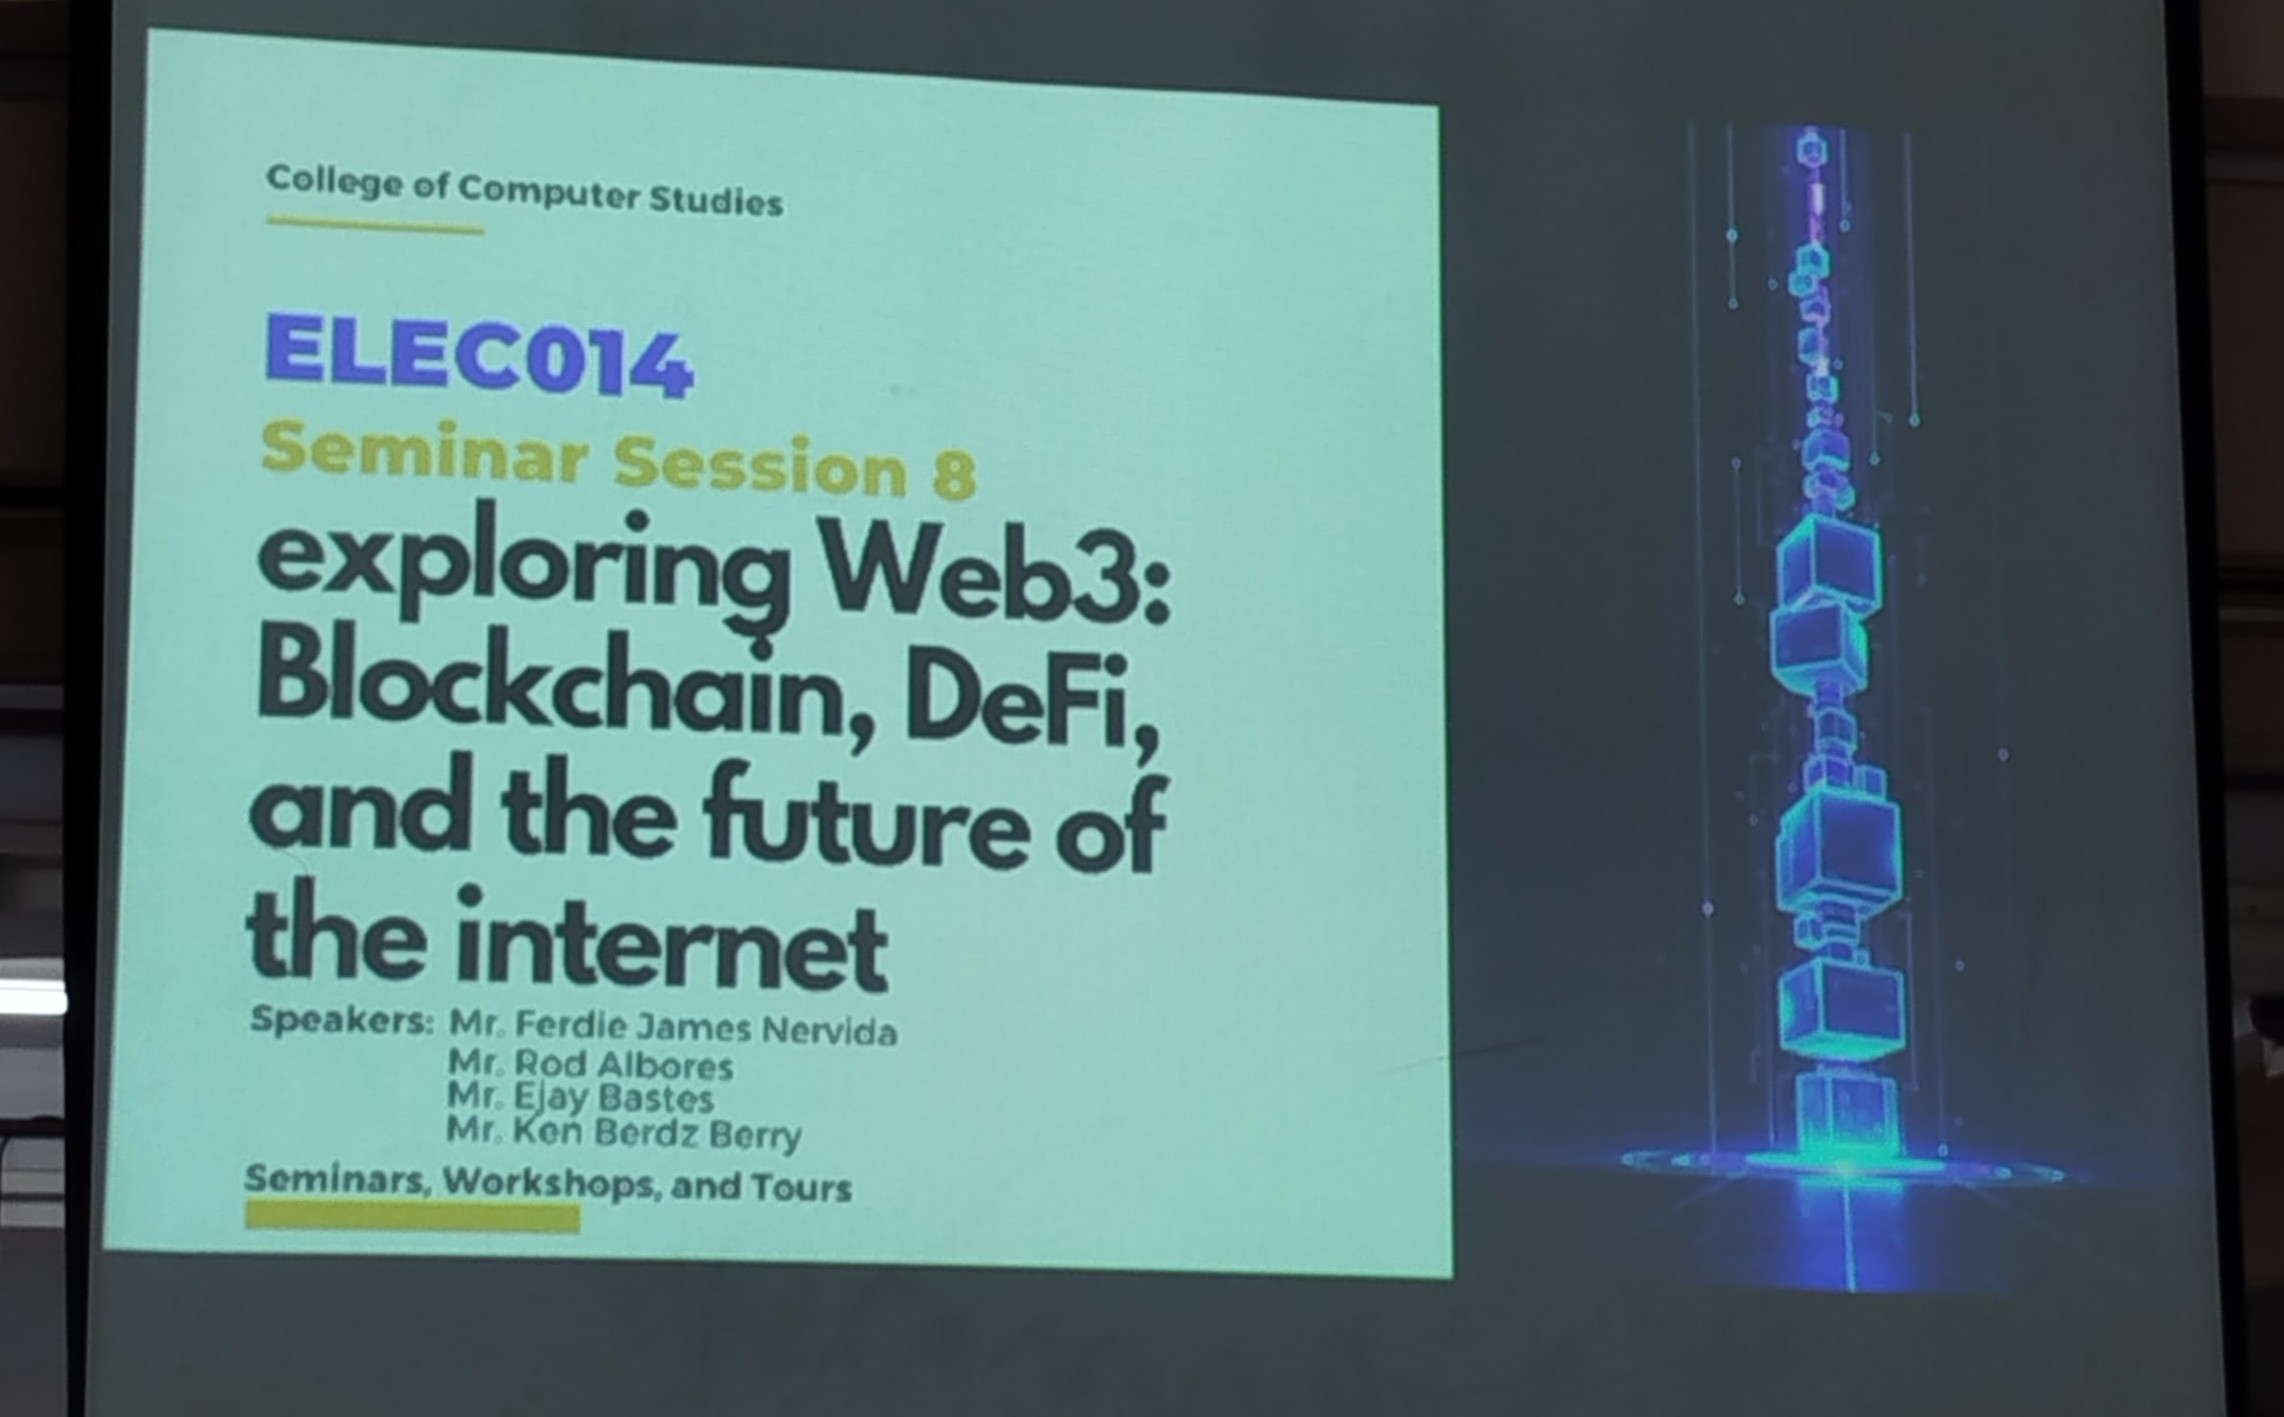 College of Computer Studies
ELEC014
Seminar Session 8
exploring Web3:
Blockchain, DeFi,
and the future of
the internet
Speakers: Mr. Ferdie James Nervida
Mr. Rod Albores
Mr. Ejay Bastes
Mr. Ken Berdz Berry
Seminars, Workshops, and Tours